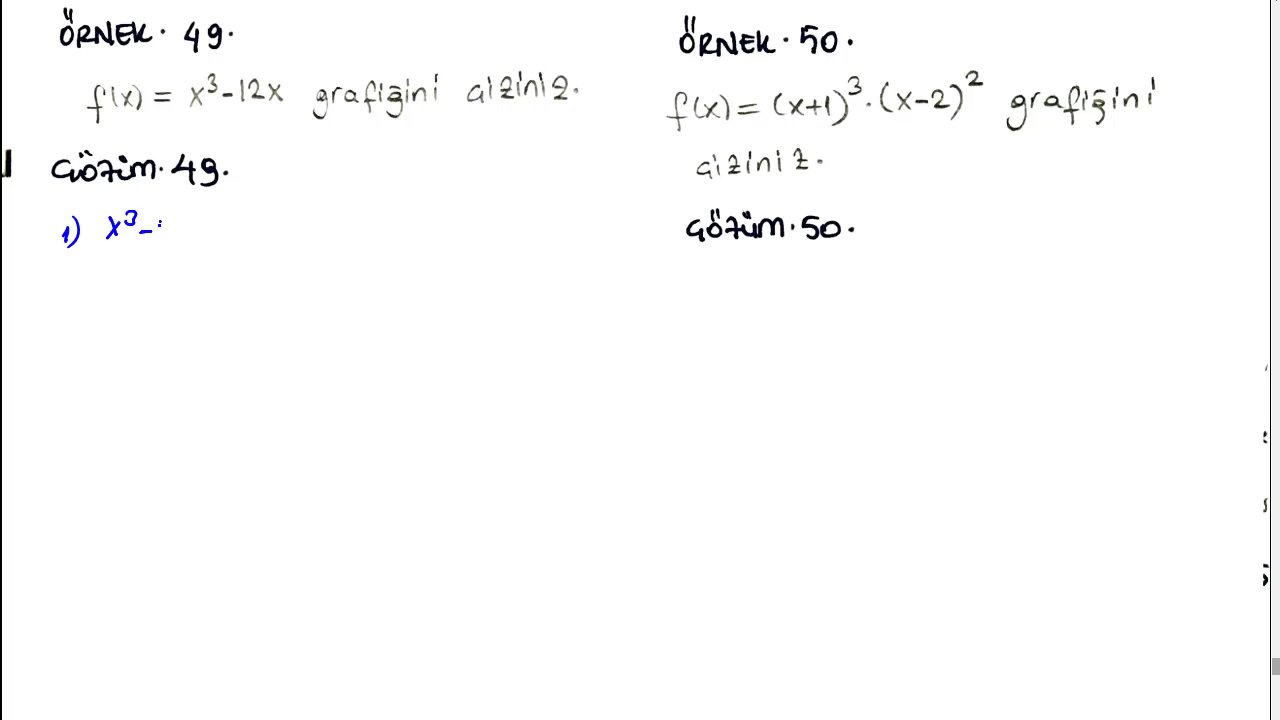 ÖRNEK. 49.
f(x) = x³-12x grafiğini çiziniz.
Çözüm. 49.
1) x³-
ÖRNEK. 50.
f(x) = (x+1)³.(x-2)² grafiğini
çiziniz.
Çözüm. 50.